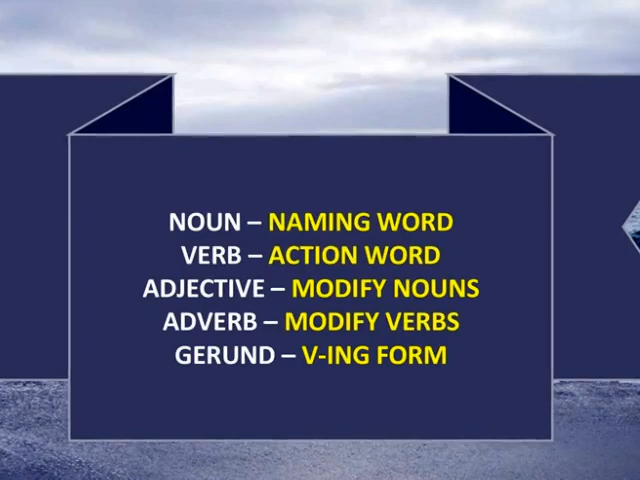 NOUN – NAMING WORD
VERB – ACTION WORD
ADJECTIVE – MODIFY NOUNS
ADVERB – MODIFY VERBS
GERUND – V-ING FORM